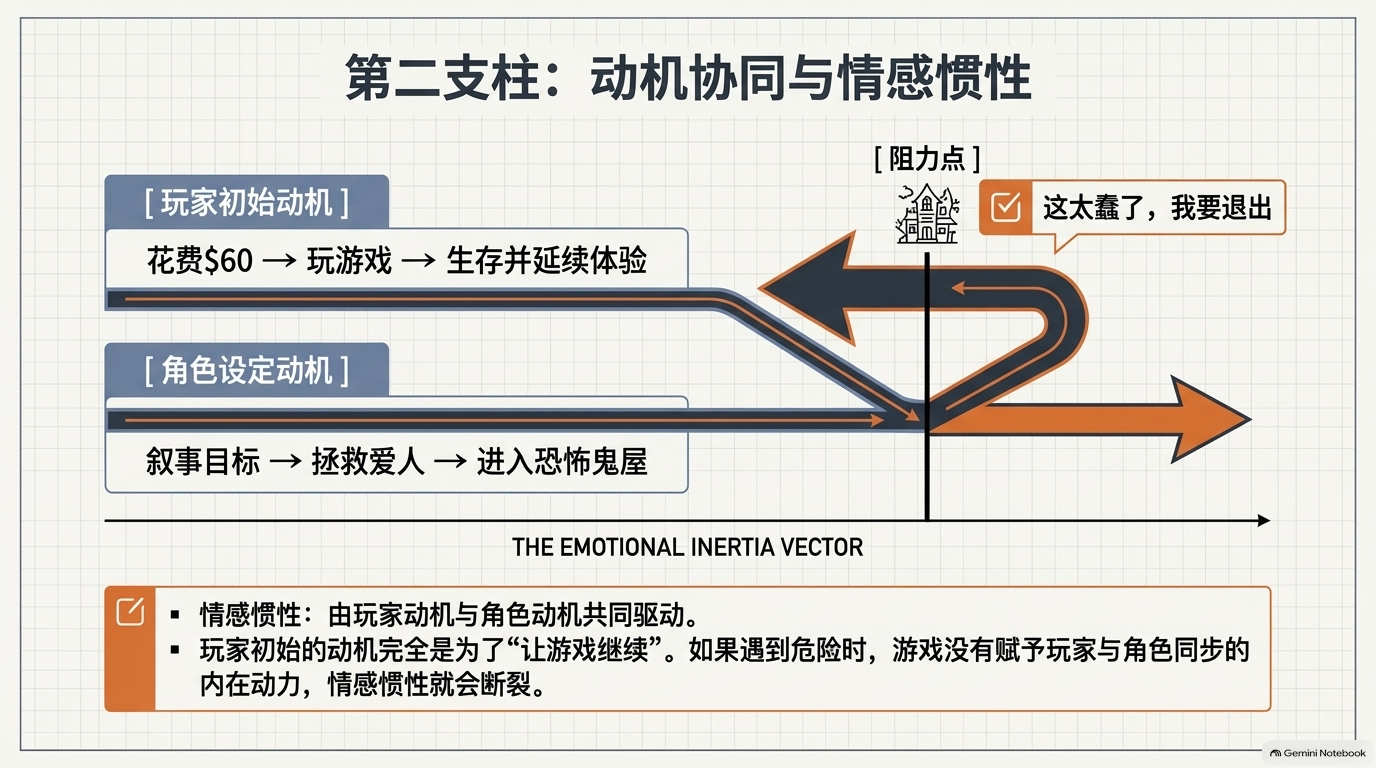 第二支柱：动机协同与情感惯性
[ 阻力点 ]
[ 玩家初始动机 ]
这太蠢了，我要退出
花费$60 → 玩游戏 → 生存并延续体验
[ 角色设定动机 ]
叙事目标 → 拯救爱人 → 进入恐怖鬼屋
THE EMOTIONAL INERTIA VECTOR
▪ 情感惯性：由玩家动机与角色动机共同驱动。
▪ 玩家初始的动机完全是为了“让游戏继续”。如果遇到危险时，游戏没有赋予玩家与角色同步的
内在动力，情感惯性就会断裂。
Gemini Notebook